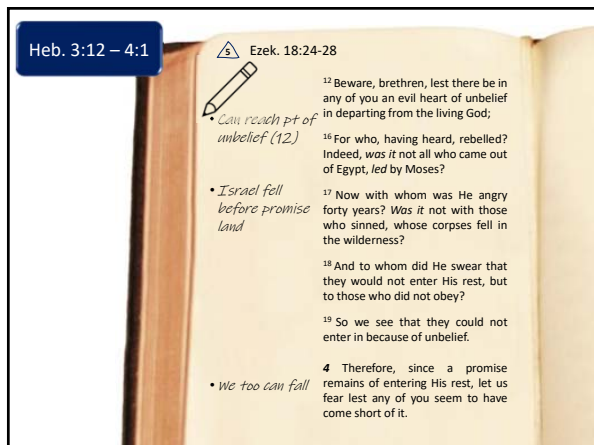 Heb. 3:12 – 4:1
5 Ezek. 18:24-28
• Can reach pt of
unbelief (12)
• Israel fell
before promise
land
• We too can fall
12 Beware, brethren, lest there be in
any of you an evil heart of unbelief
in departing from the living God;
16 For who, having heard, rebelled?
Indeed, was it not all who came out
of Egypt, led by Moses?
17 Now with whom was He angry
forty years? Was it not with those
who sinned, whose corpses fell in
the wilderness?
18 And to whom did He swear that
they would not enter His rest, but
to those who did not obey?
19 So we see that they could not
enter in because of unbelief.
4 Therefore, since a promise
remains of entering His rest, let us
fear lest any of you seem to have
come short of it.